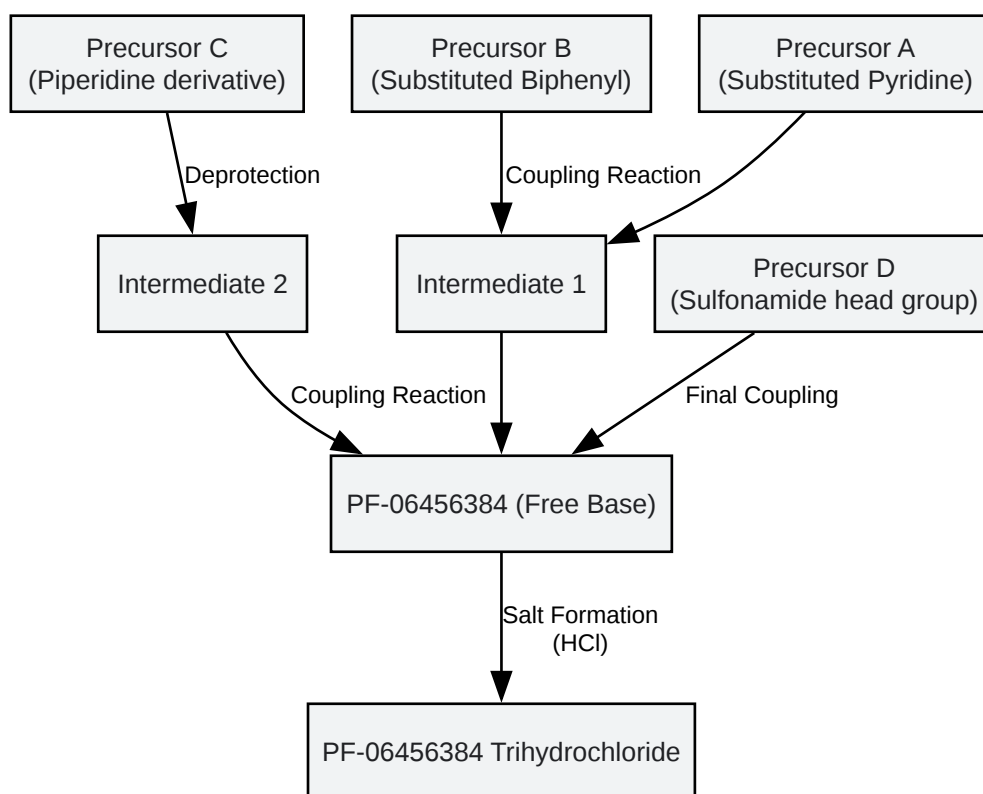 Precursor C
(Piperidine derivative)
Precursor B
(Substituted Biphenyl)
Precursor A
(Substituted Pyridine)
Deprotection
Coupling Reaction
Intermediate 2
Intermediate 1
Precursor D
(Sulfonamide head group)
Coupling Reaction
Final Coupling
PF-06456384 (Free Base)
Salt Formation
(HCl)
PF-06456384 Trihydrochloride